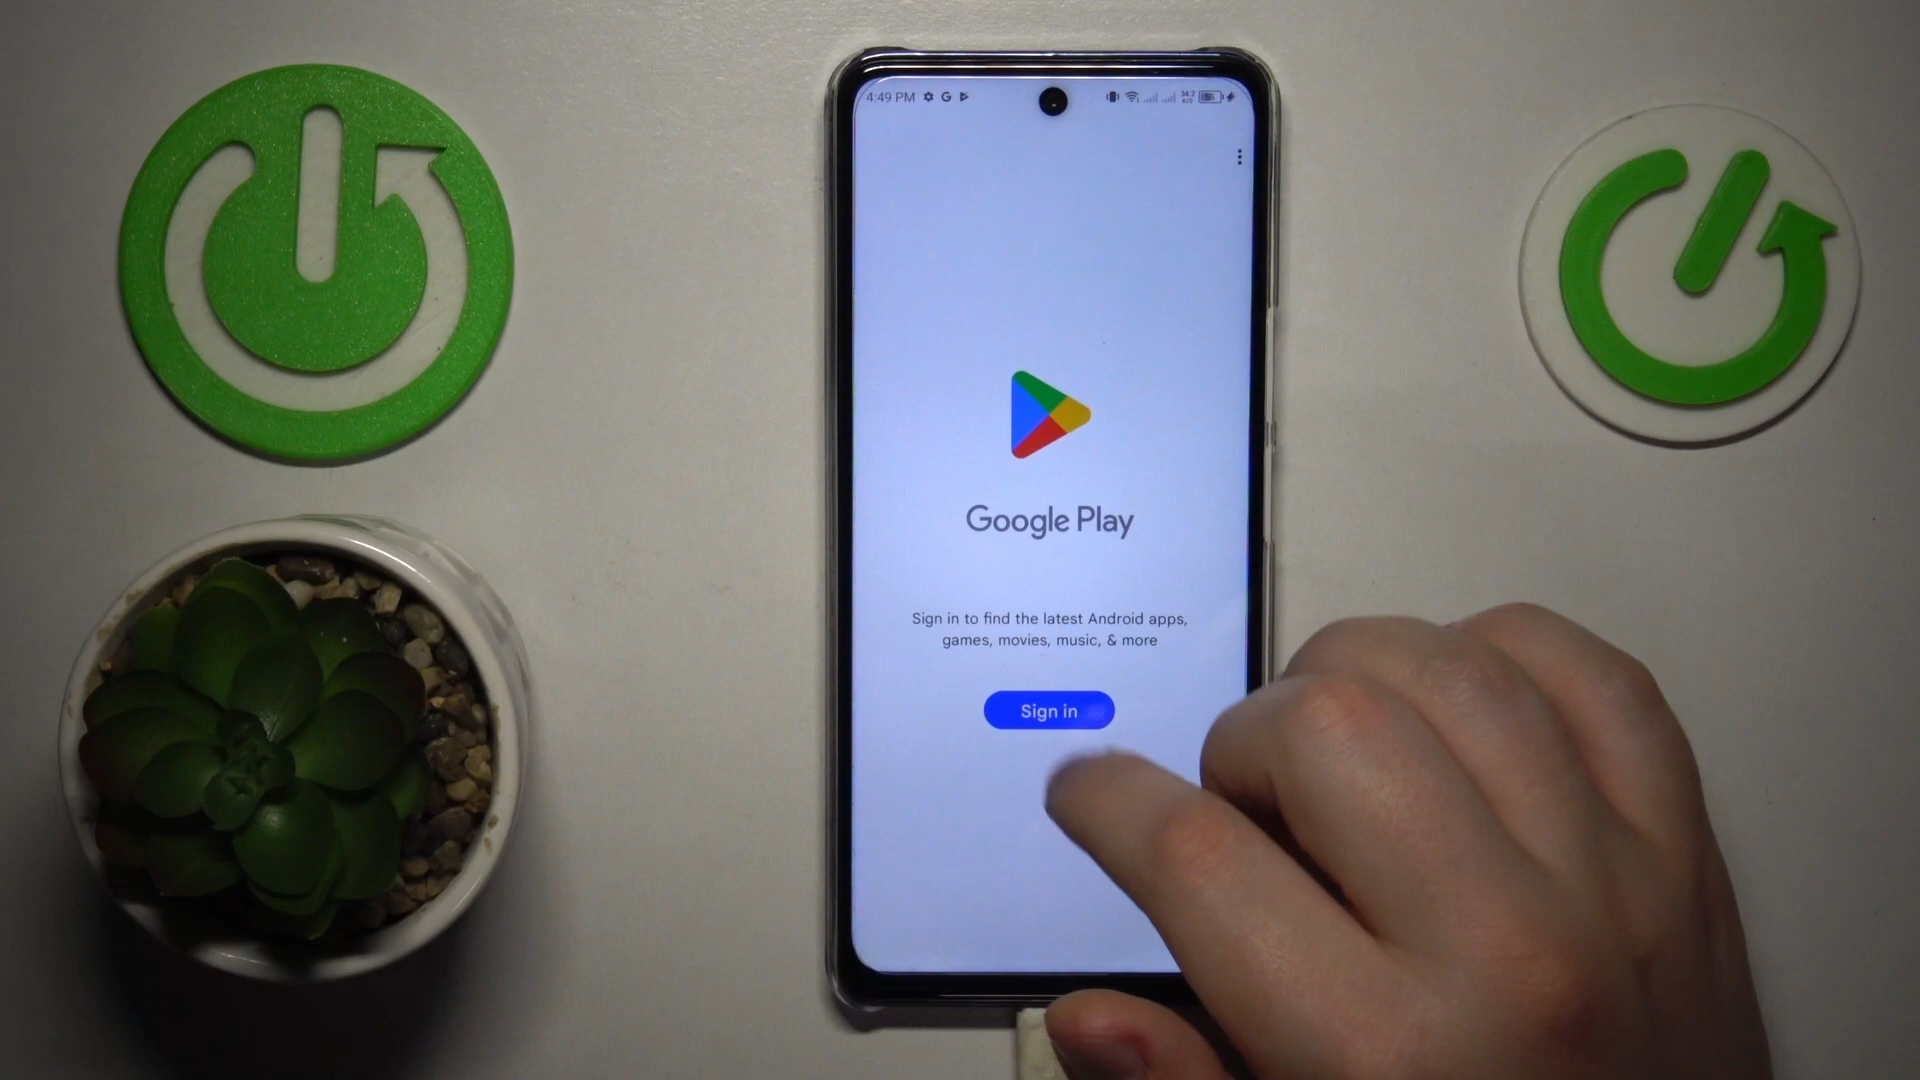 4:49 PM
Google Play
Sign in to find the latest Android apps,
games, movies, music, & more
Sign in